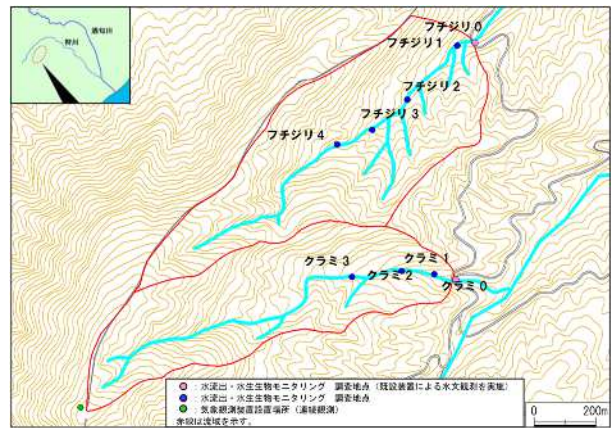 酒匂川
フチジリ0
フチジリ1
フチジリ2
フチジリ3
フチジリ4
クラミ3
クラミ1
クラミ2
クラミ0
：水流出・水生生物モニタリング 調査地点（既設装置による水文観測を実施）
：水流出・水生生物モニタリング 調査地点
：気象観測装置設置場所（連続観測）
赤線は流域を示す。
0 200m